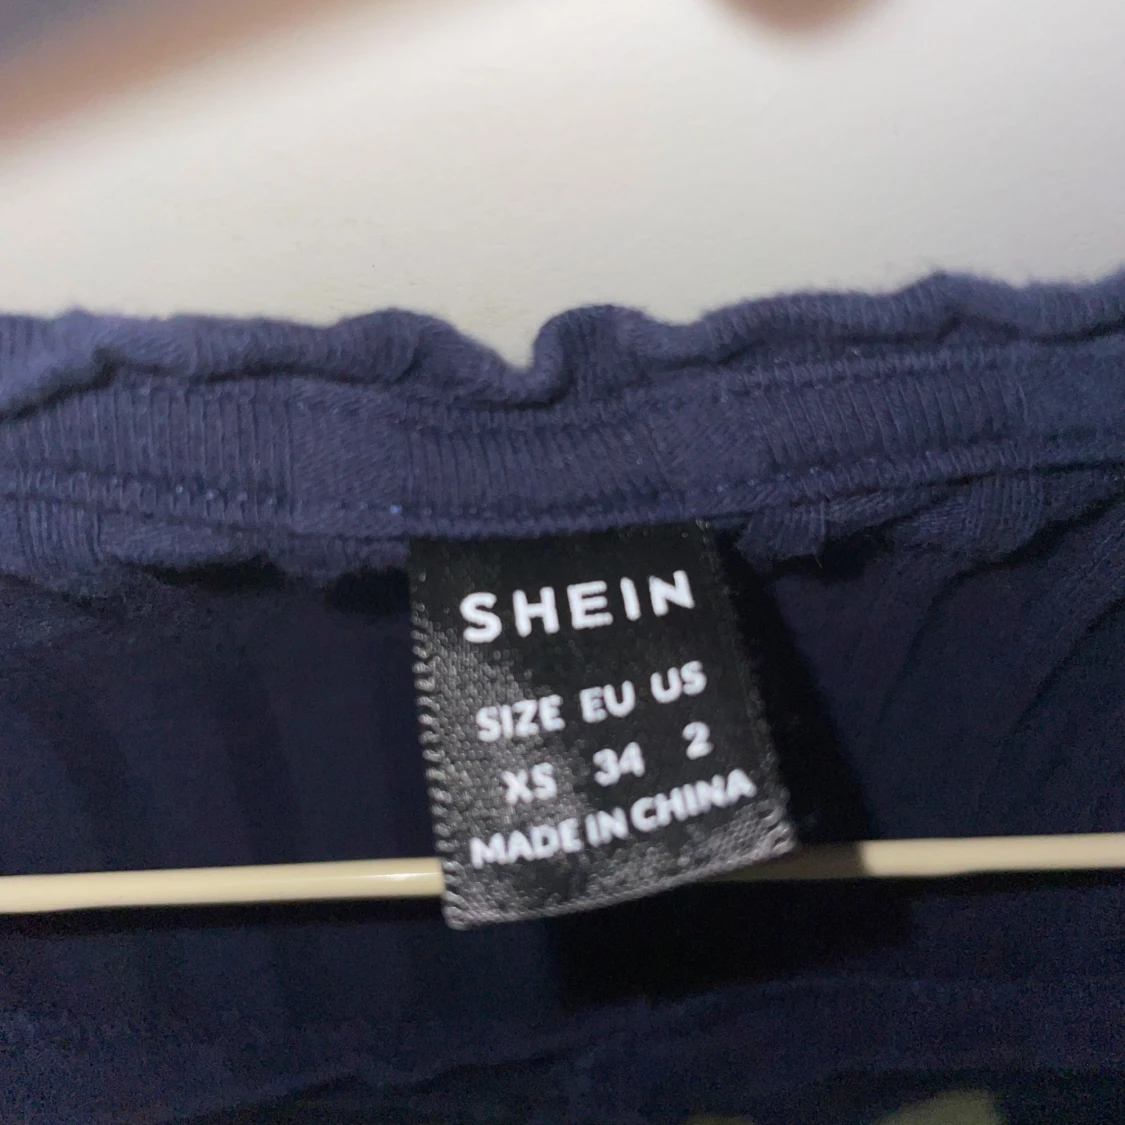 SHEIN
SIZE EU US
XS 34 2
MADE IN CHINA